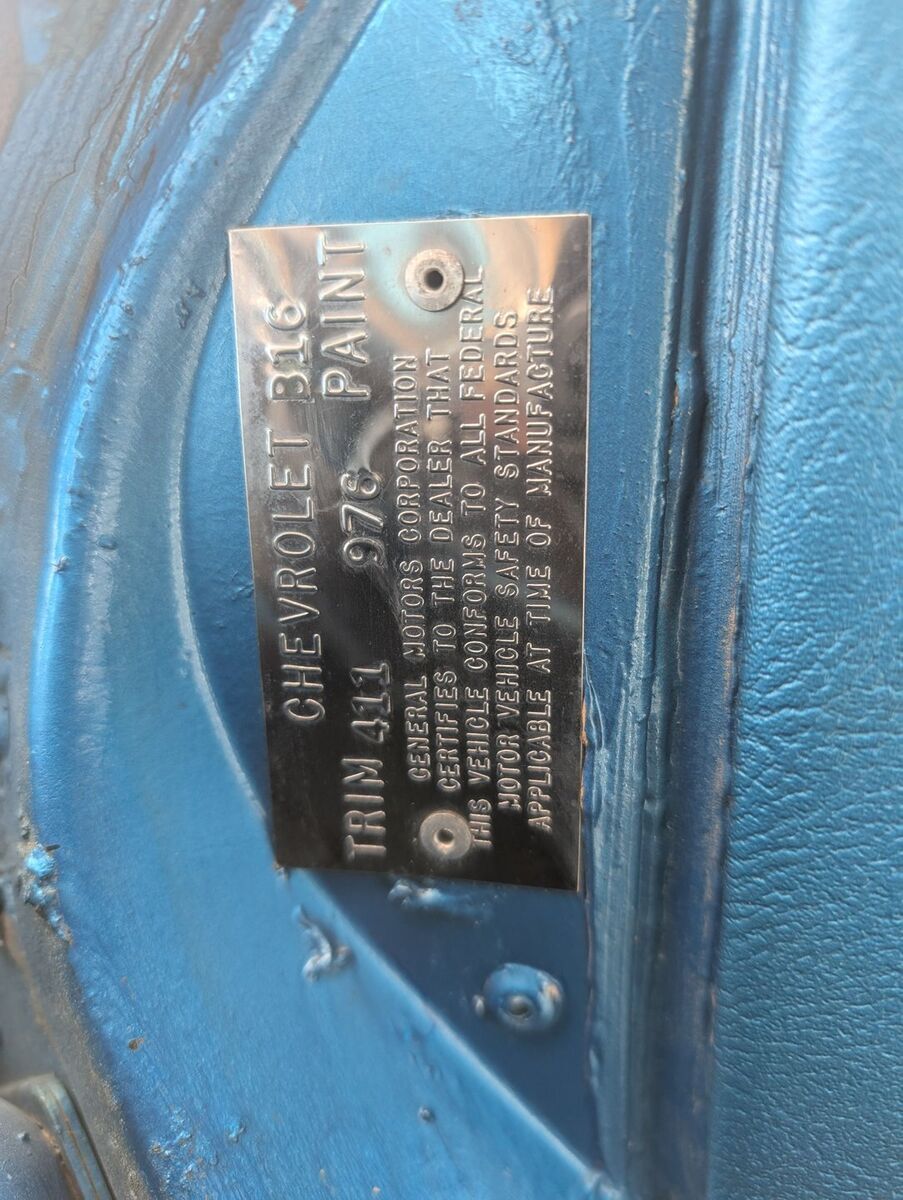 CHEVROLET B16
TRIM 411 976 PAINT
GENERAL MOTORS CORPORATION
CERTIFIES TO THE DEALER THAT
THIS VEHICLE CONFORMS TO ALL FEDERAL
MOTOR VEHICLE SAFETY STANDARDS
APPLICABLE AT TIME OF MANUFACTURE